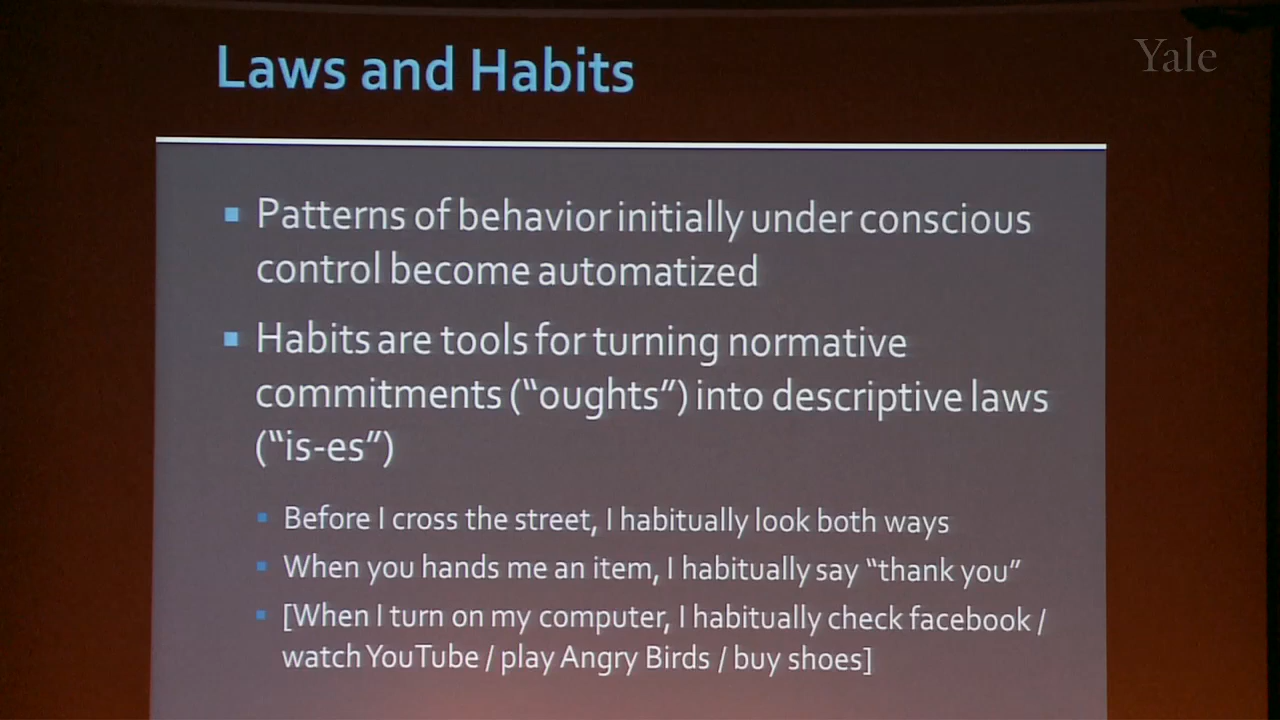 Laws and Habits
Yale
Patterns of behavior initially under conscious
control become automatized
Habits are tools for turning normative
commitments (“oughts”) into descriptive laws
(“is-es”)
Before I cross the street, I habitually look both ways
When you hands me an item, I habitually say “thank you”
[When I turn on my computer, I habitually check facebook /
watch YouTube / play Angry Birds / buy shoes]